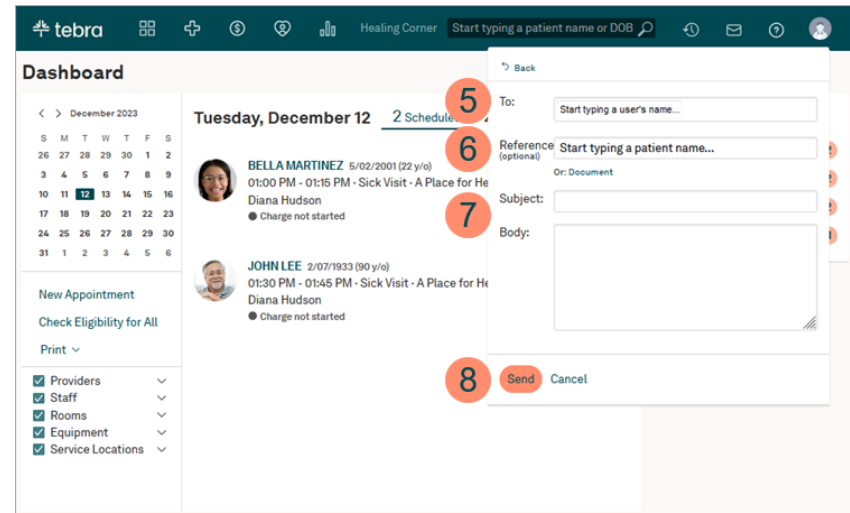 tebra
Healing Corner
Start typing a patient name or DOB
Dashboard
December 2023
S M T W T F S
26 27 28 29 30 1 2
3 4 5 6 7 8 9
10 11 12 13 14 15 16
17 18 19 20 21 22 23
24 25 26 27 28 29 30
31 1 2 3 4 5 6
New Appointment
Check Eligibility for All
Print
Providers
Staff
Rooms
Equipment
Service Locations
Tuesday, December 12
2 Schedule
BELLA MARTINEZ 5/02/2001 (22 y/o)
01:00 PM - 01:15 PM · Sick Visit · A Place for He
Diana Hudson
Charge not started
JOHN LEE 2/07/1933 (90 y/o)
01:30 PM - 01:45 PM · Sick Visit · A Place for He
Diana Hudson
Charge not started
Back
5
To:
Start typing a user's name...
6
Reference
(optional)
Start typing a patient name...
Or: Document
7
Subject:
Body:
8
Send
Cancel